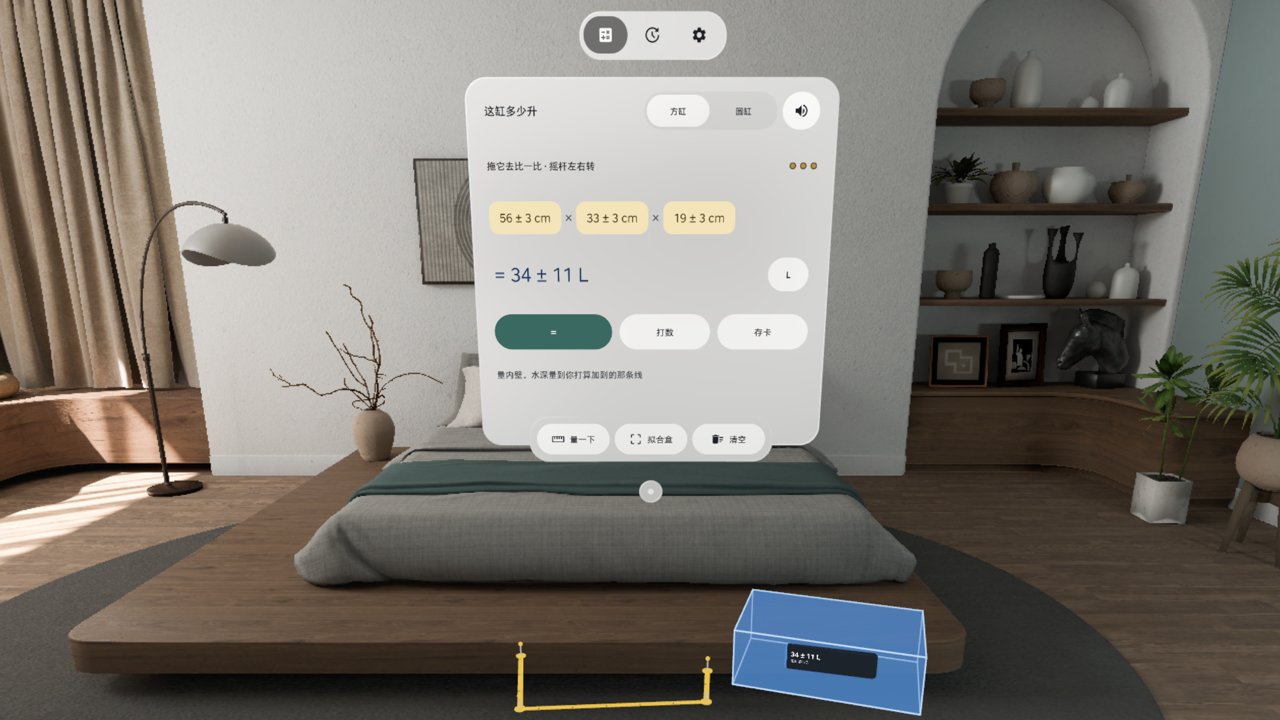 这缸多少升
方缸
圆缸
拖它去比一比 · 摇杆左右转
56 ± 3 cm × 33 ± 3 cm × 19 ± 3 cm
= 34 ± 11 L
L
=
打数
存卡
量内壁，水深量到你打算加到的那条线
量一下
拟合盒
清空
34 ± 11 L